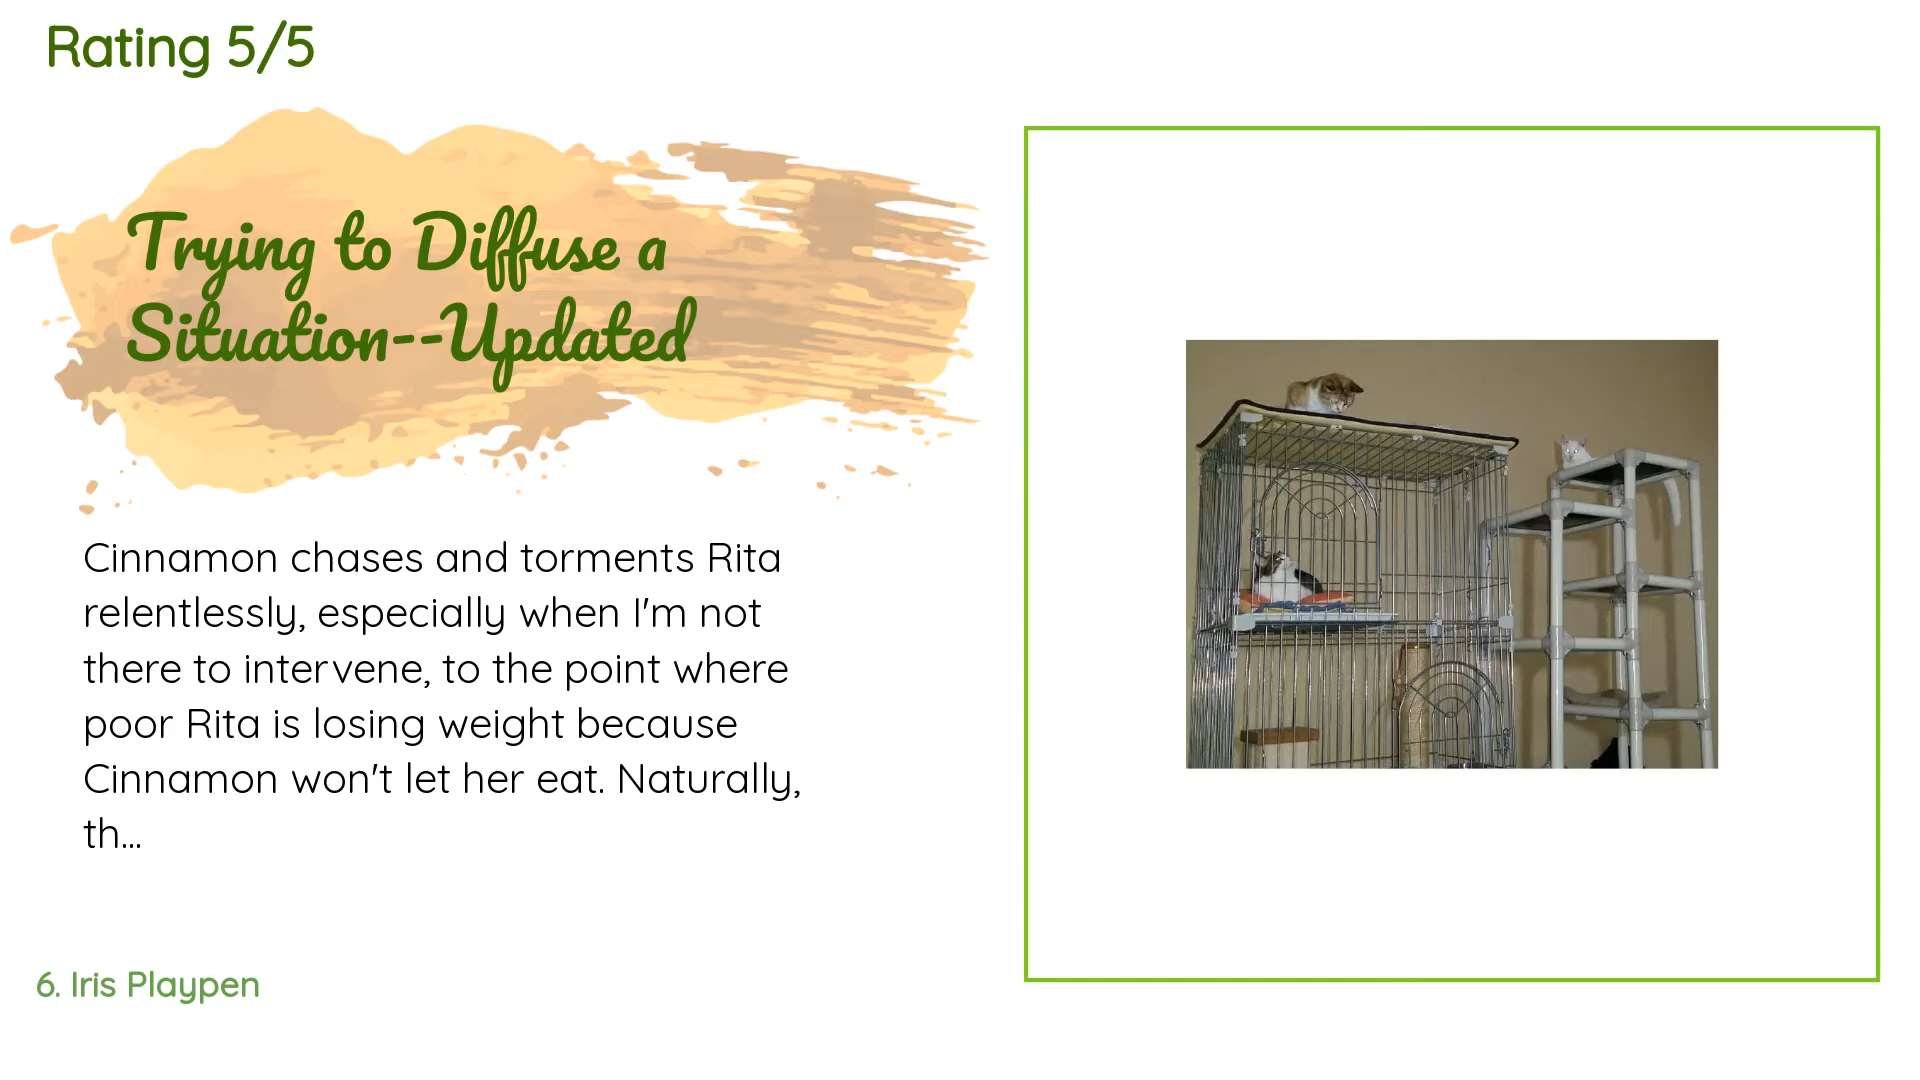 Rating 5/5
Trying to Diffuse a
Situation--Updated
Cinnamon chases and torments Rita
relentlessly, especially when I'm not
there to intervene, to the point where
poor Rita is losing weight because
Cinnamon won't let her eat. Naturally,
th...
6. Iris Playpen